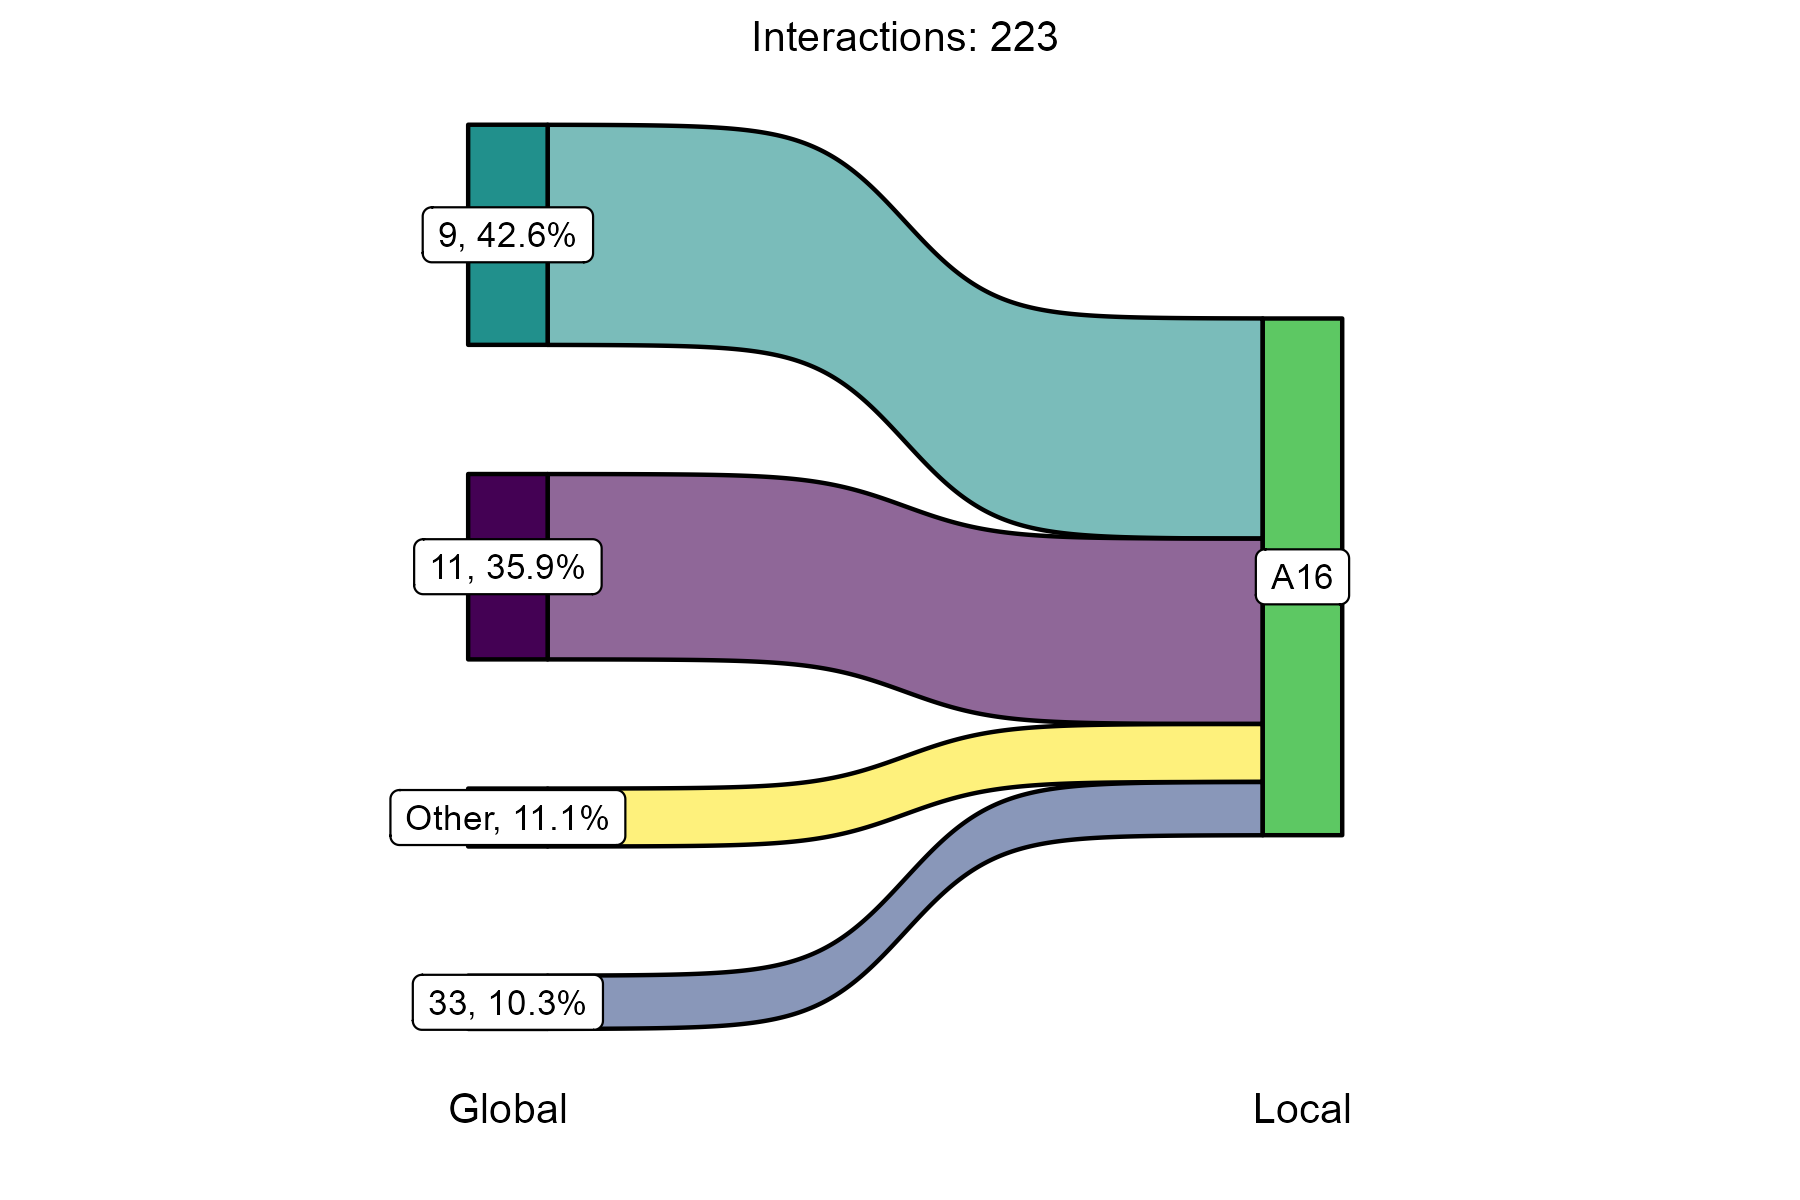 Interactions: 223
9, 42.6%
11, 35.9%
A16
Other, 11.1%
33, 10.3%
Global
Local